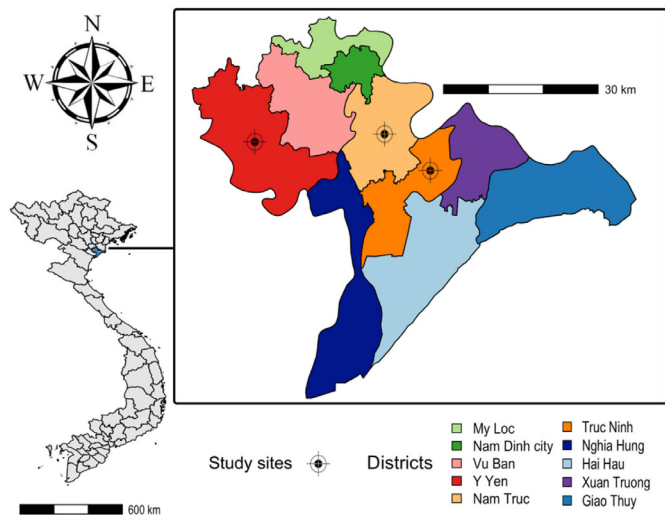 N
W E
S
30 km
600 km
Study sites
Districts
My Loc
Nam Dinh city
Vu Ban
Y Yen
Nam Truc
Truc Ninh
Nghia Hung
Hai Hau
Xuan Truong
Giao Thuy